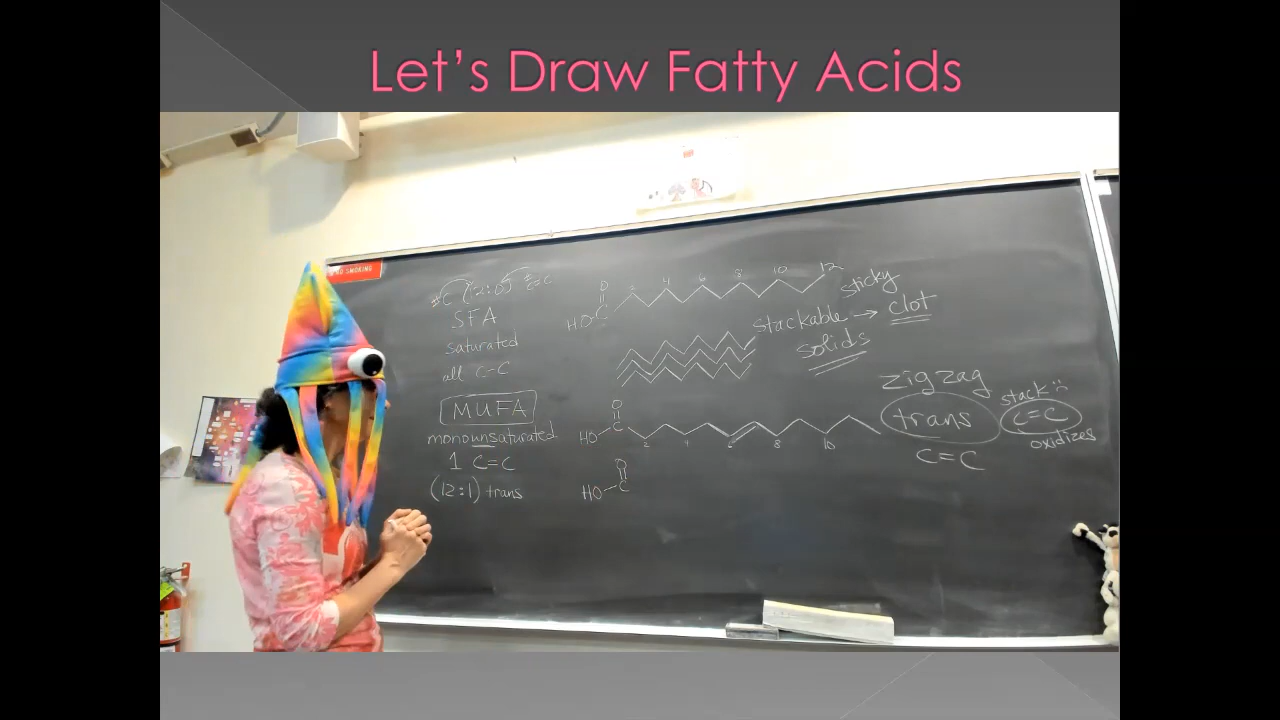 Let's Draw Fatty Acids
NO SMOKING
#C (12:0) #C=C
SFA
saturated
all C-C
O
HO C
2 4 6 8 10 12
sticky
stackable → clot
solids
MUFA
monounsaturated
1 C=C
(12:1) trans
O
HO C
2 4 6 8 10
zigzag
trans
C=C
stack
C=C
oxidizes
O
HO C